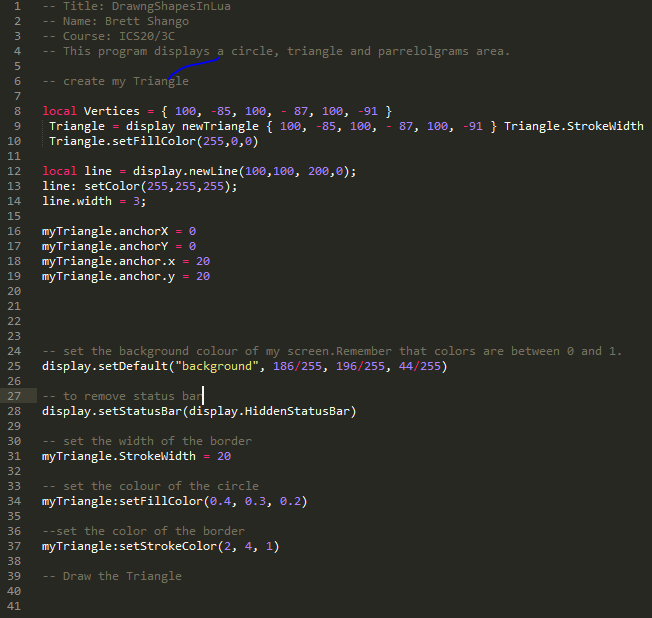 1 -- Title: DrawngShapesInLua
2 -- Name: Brett Shango
3 -- Course: ICS20/3C
4 -- This program displays a circle, triangle and parrelolgrams area.
5
6 -- create my Triangle
7
8 local Vertices = { 100, -85, 100, - 87, 100, -91 }
9 Triangle = display newTriangle { 100, -85, 100, - 87, 100, -91 } Triangle.StrokeWidth
10 Triangle.setFillColor(255,0,0)
11
12 local line = display.newLine(100,100, 200,0);
13 line: setColor(255,255,255);
14 line.width = 3;
15
16 myTriangle.anchorX = 0
17 myTriangle.anchorY = 0
18 myTriangle.anchor.x = 20
19 myTriangle.anchor.y = 20
20
21
22
23
24 -- set the background colour of my screen.Remember that colors are between 0 and 1.
25 display.setDefault("background", 186/255, 196/255, 44/255)
26
27 -- to remove status bar
28 display.setStatusBar(display.HiddenStatusBar)
29
30 -- set the width of the border
31 myTriangle.StrokeWidth = 20
32
33 -- set the colour of the circle
34 myTriangle:setFillColor(0.4, 0.3, 0.2)
35
36 --set the color of the border
37 myTriangle:setStrokeColor(2, 4, 1)
38
39 -- Draw the Triangle
40
41